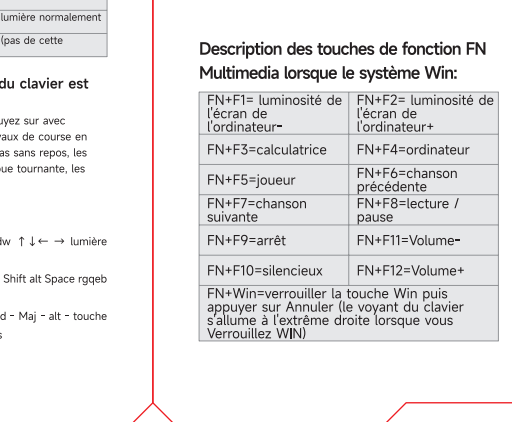 lumière normalement
(pas de cette
du clavier est
uyez sur avec
vaux de course en
as sans repos, les
ue tournante, les
dw ↑↓← → lumière
Shift alt Space rgqeb
d - Maj - alt - touche
s
Description des touches de fonction FN
Multimedia lorsque le système Win:
FN+F1= luminosité de
l'écran de
l'ordinateur-
FN+F2= luminosité de
l'écran de
l'ordinateur+
FN+F3=calculatrice
FN+F4=ordinateur
FN+F5=joueur
FN+F6=chanson
précédente
FN+F7=chanson
suivante
FN+F8=lecture /
pause
FN+F9=arrêt
FN+F11=Volume-
FN+F10=silencieux
FN+F12=Volume+
FN+Win=verrouiller la touche Win puis
appuyer sur Annuler (le voyant du clavier
s'allume à l'extrême droite lorsque vous
Verrouillez WIN)